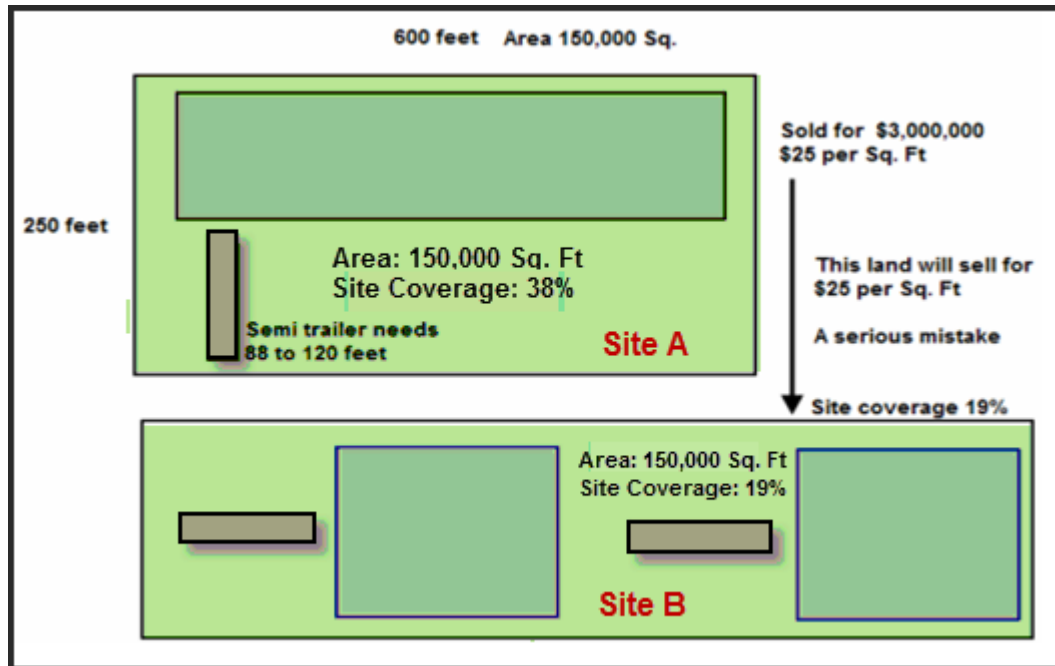 600 feet Area 150,000 Sq.
Sold for $3,000,000
$25 per Sq. Ft
250 feet
Area: 150,000 Sq. Ft
Site Coverage: 38%
This land will sell for
$25 per Sq. Ft
Semi trailer needs
88 to 120 feet
Site A
A serious mistake
Site coverage 19%
Area: 150,000 Sq. Ft
Site Coverage: 19%
Site B